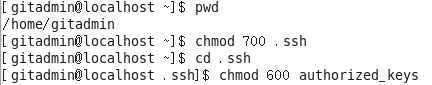 [gitadmin@localhost ~]$ pwd
/home/gitadmin
[gitadmin@localhost ~]$ chmod 700 .ssh
[gitadmin@localhost ~]$ cd .ssh
[gitadmin@localhost .ssh]$ chmod 600 authorized_keys